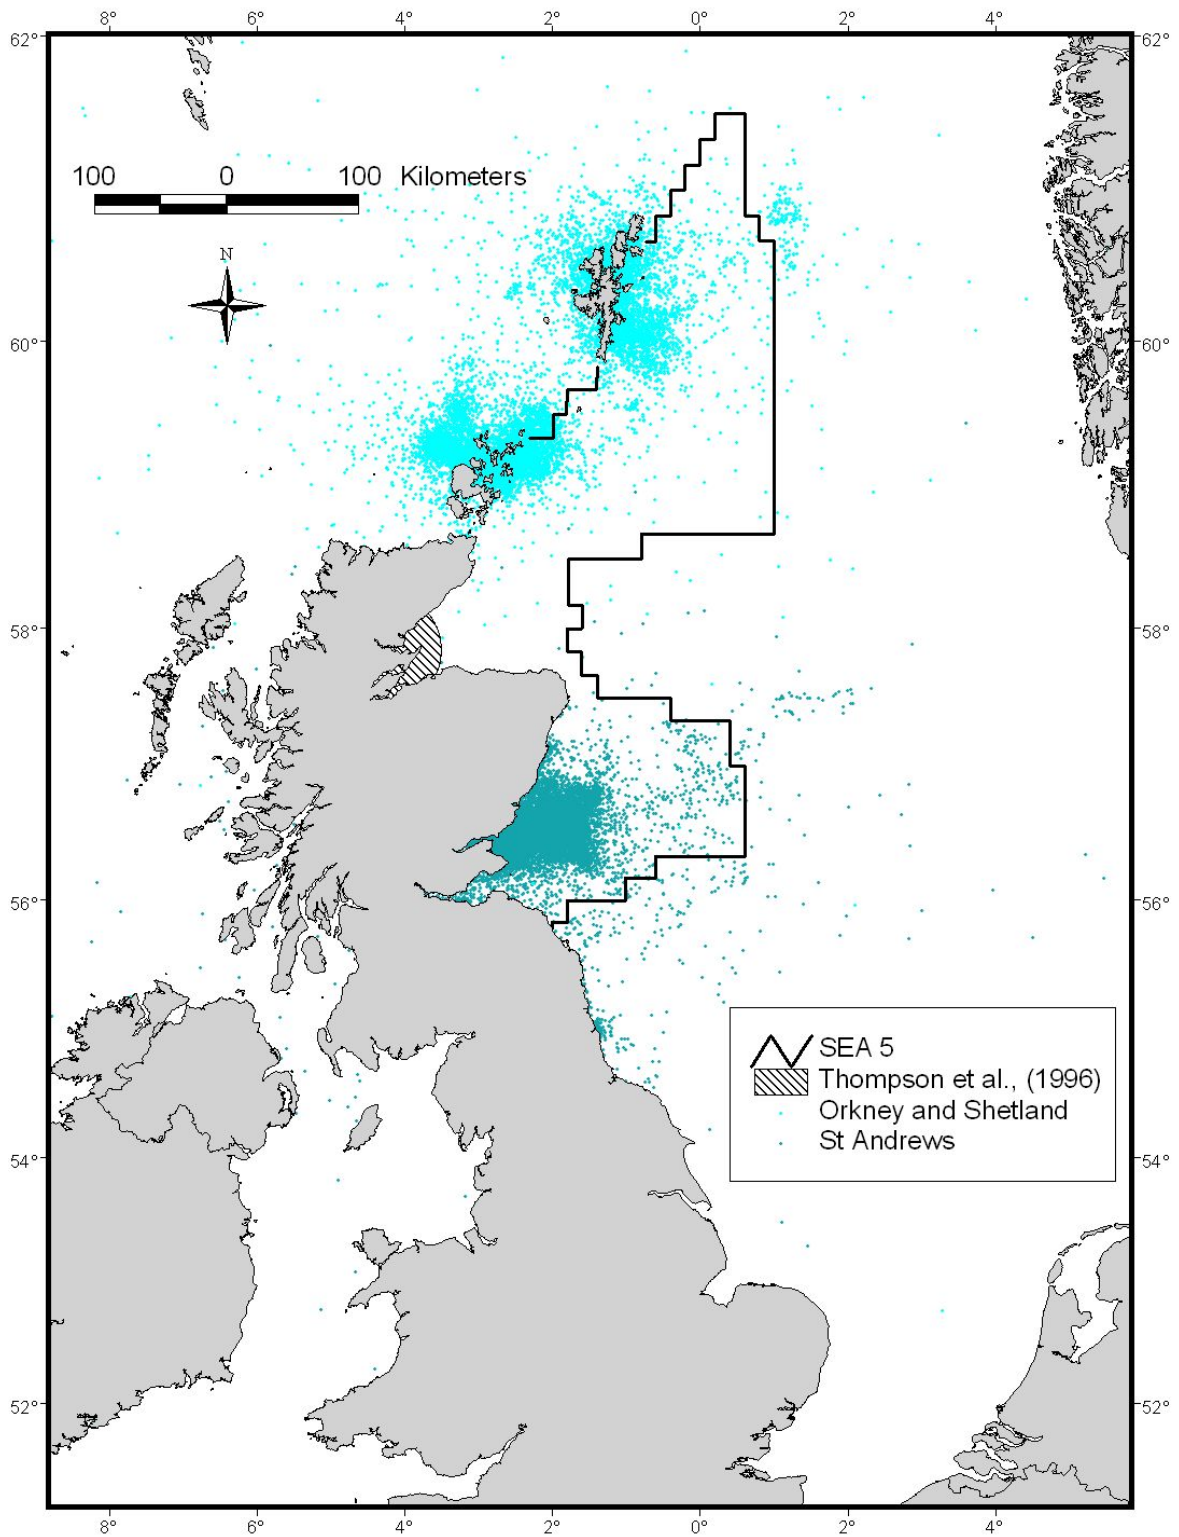 8° 6° 4° 2° 0° 2° 4°
62° 62°
100 0 100 Kilometers
N
60° 60°
58° 58°
56° 56°
SEA 5
Thompson et al., (1996)
Orkney and Shetland
St Andrews
54° 54°
52° 52°
8° 6° 4° 2° 0° 2° 4°